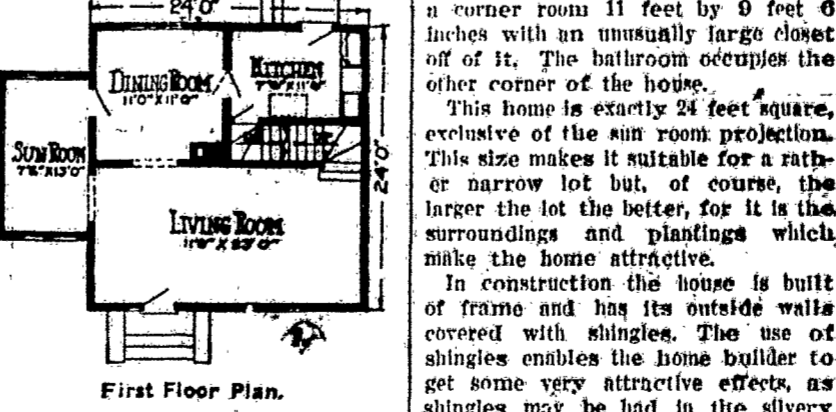 24'0"
DINING ROOM
11'0"X11'0"
KITCHEN
SUN ROOM
7'6"X13'0"
24'0"
LIVING ROOM
First Floor Plan.
a corner room 11 feet by 9 feet 6
inches with an unusually large closet
off of it. The bathroom occupies the
other corner of the house.
This home is exactly 24 feet square,
exclusive of the sun room projection.
This size makes it suitable for a rath-
er narrow lot but, of course, the
larger the lot the better, for it is the
surroundings and plantings which
make the home attractive.
In construction the house is built
of frame and has its outside walls
covered with shingles. The use of
shingles enables the home builder to
get some very attractive effects, as
shingles may be had in the silvery